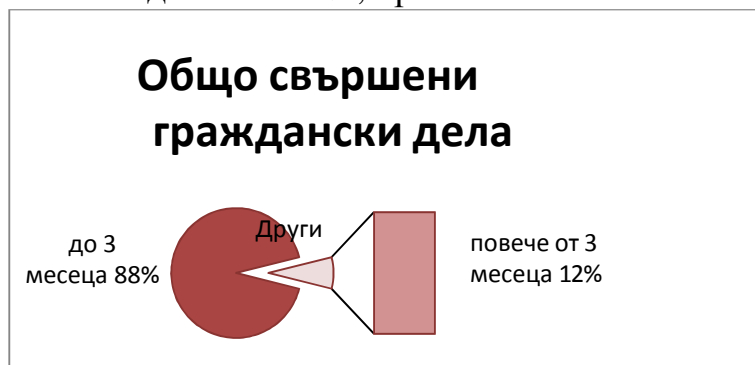 Общо свършени
граждански дела
Други
до 3
месеца 88%
повече от 3
месеца 12%